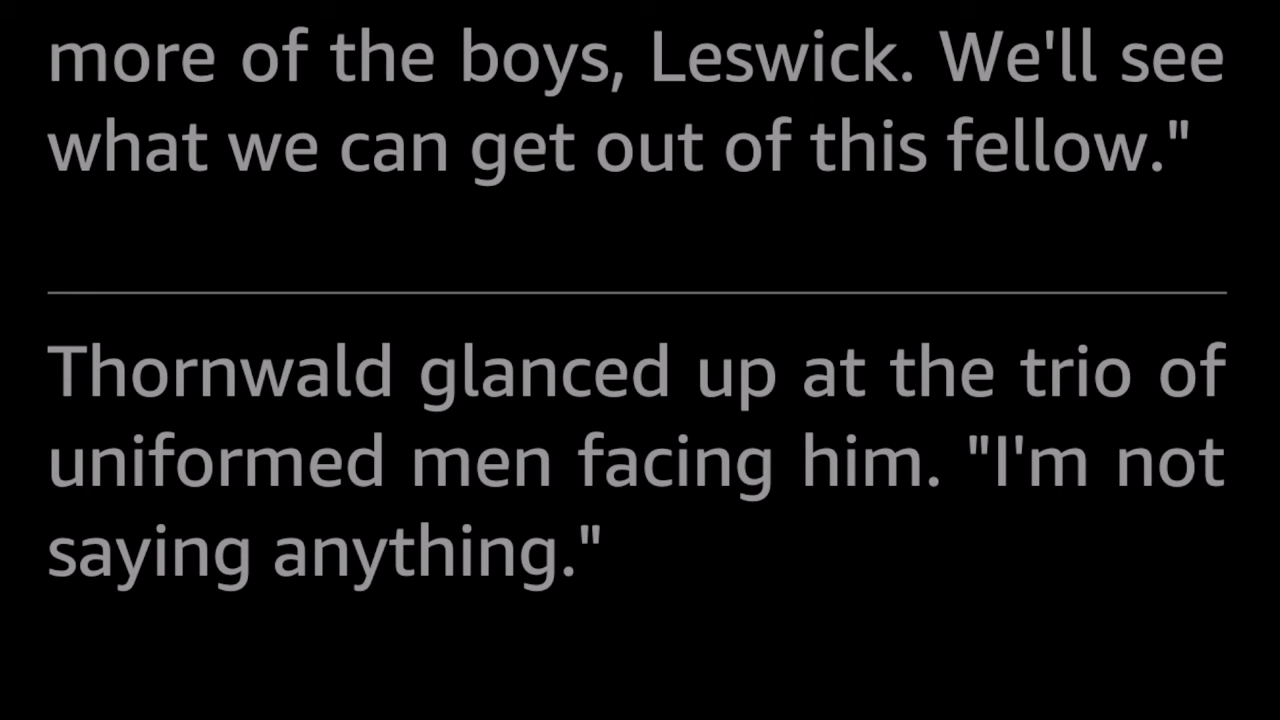 more of the boys, Leswick. We'll see
what we can get out of this fellow."
Thornwald glanced up at the trio of
uniformed men facing him. "I'm not
saying anything."